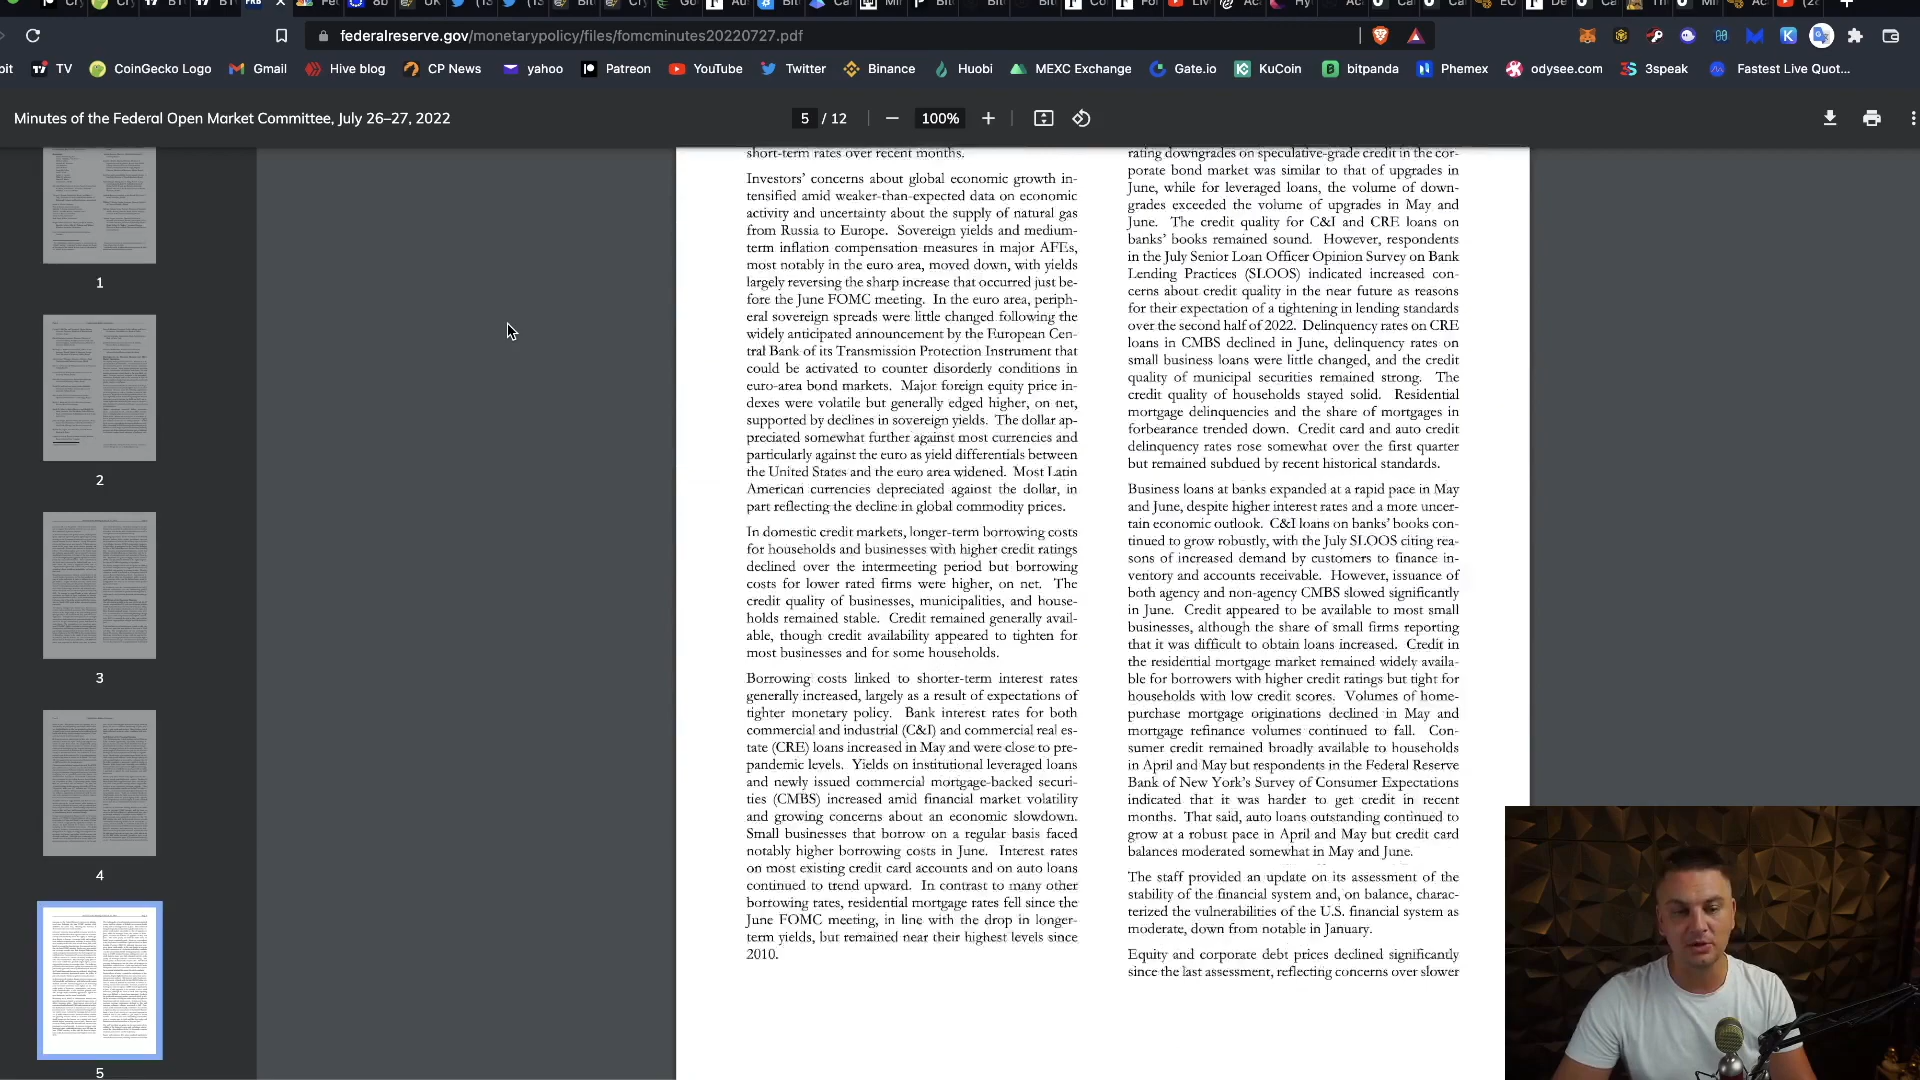 federalreserve.gov/monetarypolicy/files/fomcminutes20220727.pdf
TV
CoinGecko Logo
Gmail
Hive blog
CP News
yahoo
Patreon
YouTube
Twitter
Binance
Huobi
MEXC Exchange
Gate.io
KuCoin
bitpanda
Phemex
odysee.com
3speak
Fastest Live Quot...
Minutes of the Federal Open Market Committee, July 26–27, 2022
5 / 12
100%
1
2
3
4
5
short-term rates over recent months.
Investors' concerns about global economic growth in-
tensified amid weaker-than-expected data on economic
activity and uncertainty about the supply of natural gas
from Russia to Europe. Sovereign yields and medium-
term inflation compensation measures in major AFEs,
most notably in the euro area, moved down, with yields
largely reversing the sharp increase that occurred just be-
fore the June FOMC meeting. In the euro area, periph-
eral sovereign spreads were little changed following the
widely anticipated announcement by the European Cen-
tral Bank of its Transmission Protection Instrument that
could be activated to counter disorderly conditions in
euro-area bond markets. Major foreign equity price in-
dexes were volatile but generally edged higher, on net,
supported by declines in sovereign yields. The dollar ap-
preciated somewhat further against most currencies and
particularly against the euro as yield differentials between
the United States and the euro area widened. Most Latin
American currencies depreciated against the dollar, in
part reflecting the decline in global commodity prices.
In domestic credit markets, longer-term borrowing costs
for households and businesses with higher credit ratings
declined over the intermeeting period but borrowing
costs for lower rated firms were higher, on net. The
credit quality of businesses, municipalities, and house-
holds remained stable. Credit remained generally avail-
able, though credit availability appeared to tighten for
most businesses and for some households.
Borrowing costs linked to shorter-term interest rates
generally increased, largely as a result of expectations of
tighter monetary policy. Bank interest rates for both
commercial and industrial (C&I) and commercial real es-
tate (CRE) loans increased in May and were close to pre-
pandemic levels. Yields on institutional leveraged loans
and newly issued commercial mortgage-backed securi-
ties (CMBS) increased amid financial market volatility
and growing concerns about an economic slowdown.
Small businesses that borrow on a regular basis faced
notably higher borrowing costs in June. Interest rates
on most existing credit card accounts and on auto loans
continued to trend upward. In contrast to many other
borrowing rates, residential mortgage rates fell since the
June FOMC meeting, in line with the drop in longer-
term yields, but remained near their highest levels since
2010.
rating downgrades on speculative-grade credit in the cor-
porate bond market was similar to that of upgrades in
June, while for leveraged loans, the volume of down-
grades exceeded the volume of upgrades in May and
June. The credit quality for C&I and CRE loans on
banks' books remained sound. However, respondents
in the July Senior Loan Officer Opinion Survey on Bank
Lending Practices (SLOOS) indicated increased con-
cerns about credit quality in the near future as reasons
for their expectation of a tightening in lending standards
over the second half of 2022. Delinquency rates on CRE
loans in CMBS declined in June, delinquency rates on
small business loans were little changed, and the credit
quality of municipal securities remained strong. The
credit quality of households stayed solid. Residential
mortgage delinquencies and the share of mortgages in
forbearance trended down. Credit card and auto credit
delinquency rates rose somewhat over the first quarter
but remained subdued by recent historical standards.
Business loans at banks expanded at a rapid pace in May
and June, despite higher interest rates and a more uncer-
tain economic outlook. C&I loans on banks' books con-
tinued to grow robustly, with the July SLOOS citing rea-
sons of increased demand by customers to finance in-
ventory and accounts receivable. However, issuance of
both agency and non-agency CMBS slowed significantly
in June. Credit appeared to be available to most small
businesses, although the share of small firms reporting
that it was difficult to obtain loans increased. Credit in
the residential mortgage market remained widely availa-
ble for borrowers with higher credit ratings but tight for
households with low credit scores. Volumes of home-
purchase mortgage originations declined in May and
mortgage refinance volumes continued to fall. Con-
sumer credit remained broadly available to households
in April and May but respondents in the Federal Reserve
Bank of New York's Survey of Consumer Expectations
indicated that it was harder to get credit in recent
months. That said, auto loans outstanding continued to
grow at a robust pace in April and May but credit card
balances moderated somewhat in May and June.
The staff provided an update on its assessment of the
stability of the financial system and, on balance, charac-
terized the vulnerabilities of the U.S. financial system as
moderate, down from notable in January.
Equity and corporate debt prices declined significantly
since the last assessment, reflecting concerns over slower